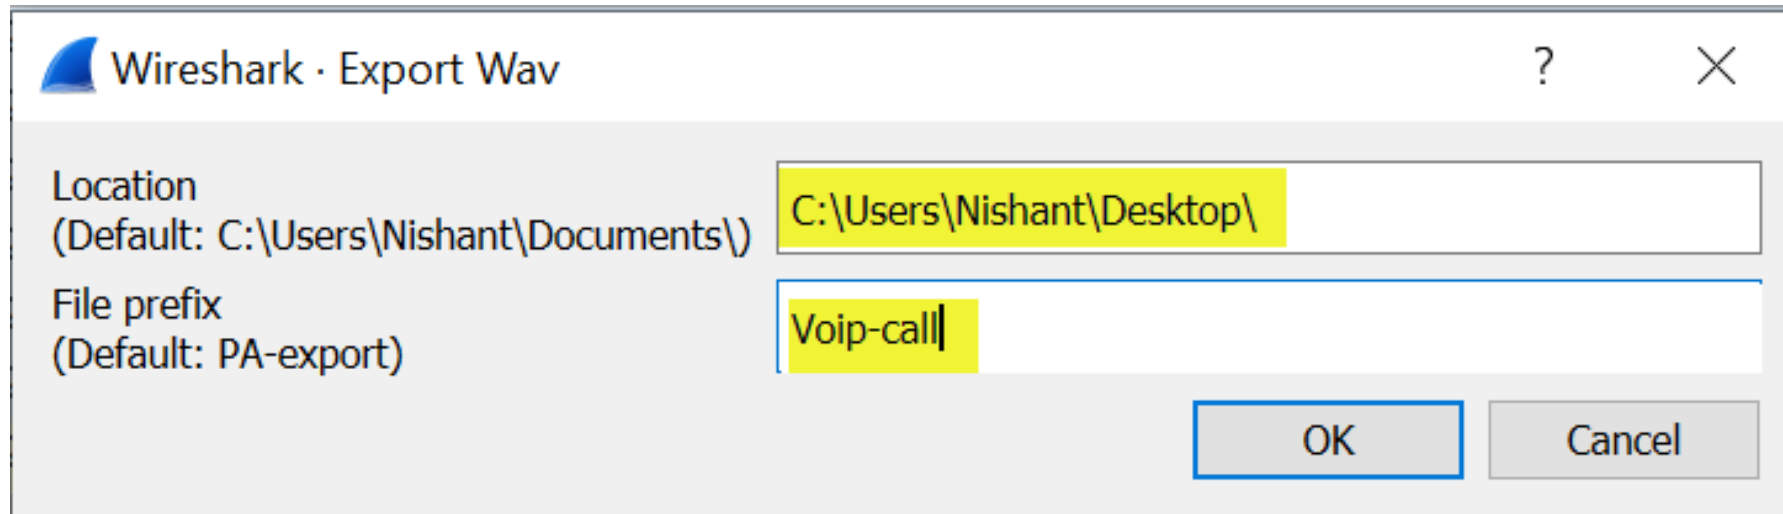 Wireshark · Export Wav
?
Location
(Default: C:\Users\Nishant\Documents\)
C:\Users\Nishant\Desktop\
File prefix
(Default: PA-export)
Voip-call
OK
Cancel